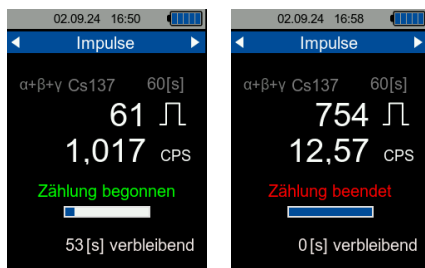 02.09.24 16:50
Impulse
α+β+γ Cs137 60[s]
61
1,017 CPS
Zählung begonnen
53[s] verbleibend
02.09.24 16:58
Impulse
α+β+γ Cs137 60[s]
754
12,57 CPS
Zählung beendet
0[s] verbleibend